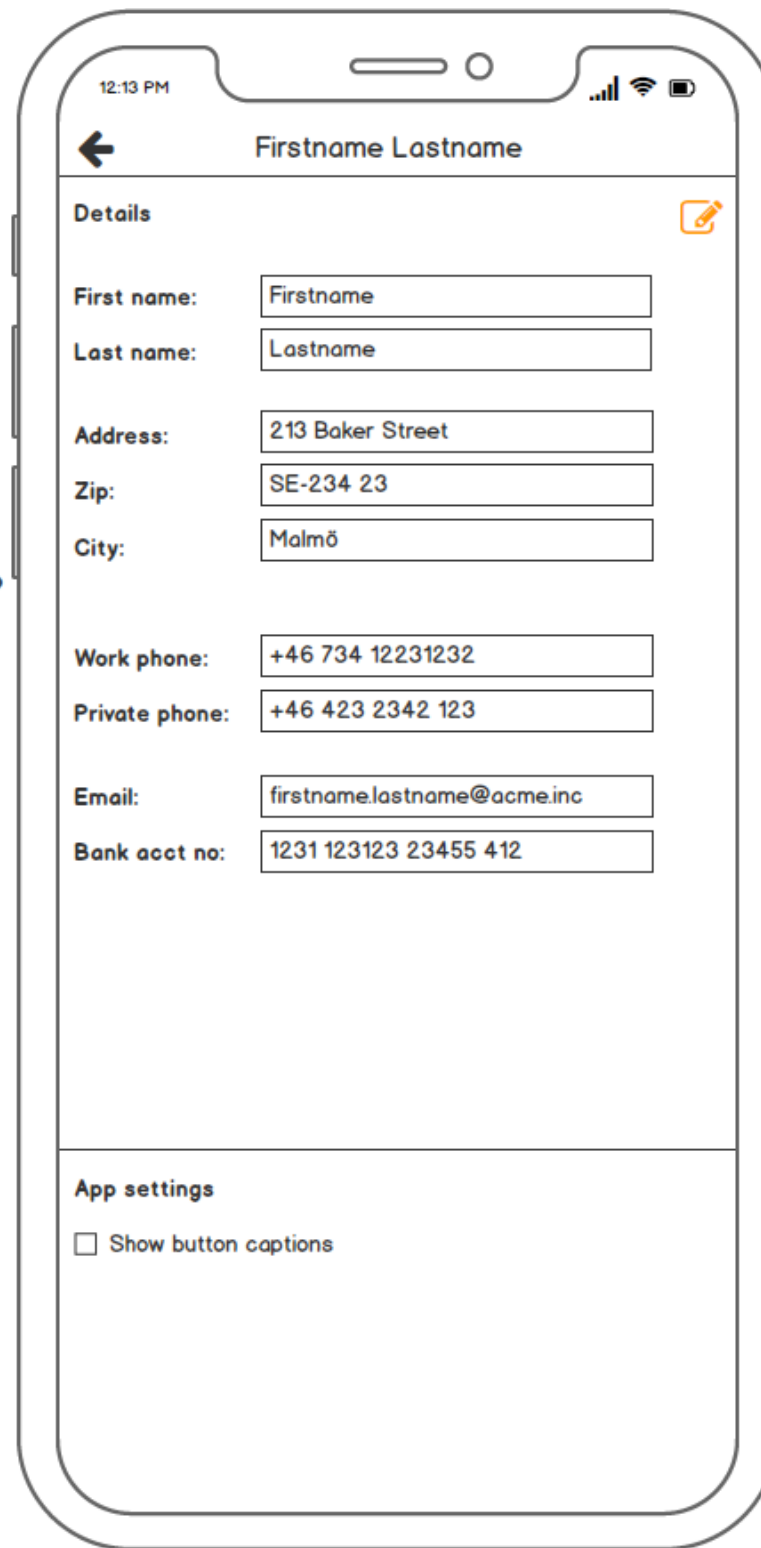 12:13 PM
Firstname Lastname
Details
First name: Firstname
Last name: Lastname
Address: 213 Baker Street
Zip: SE-234 23
City: Malmö
Work phone: +46 734 12231232
Private phone: +46 423 2342 123
Email: firstname.lastname@acme.inc
Bank acct no: 1231 123123 23455 412
App settings
Show button captions